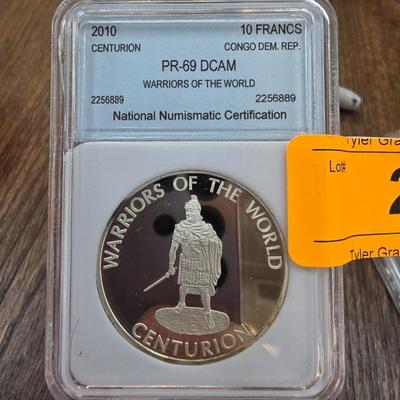 2010 10 FRANCS
CENTURION CONGO DEM. REP.
PR-69 DCAM
WARRIORS OF THE WORLD
2256889 2256889
National Numismatic Certification
Tyler Gra
Lot#
2
Tyler Gra
WARRIORS OF THE WORLD
CENTURION